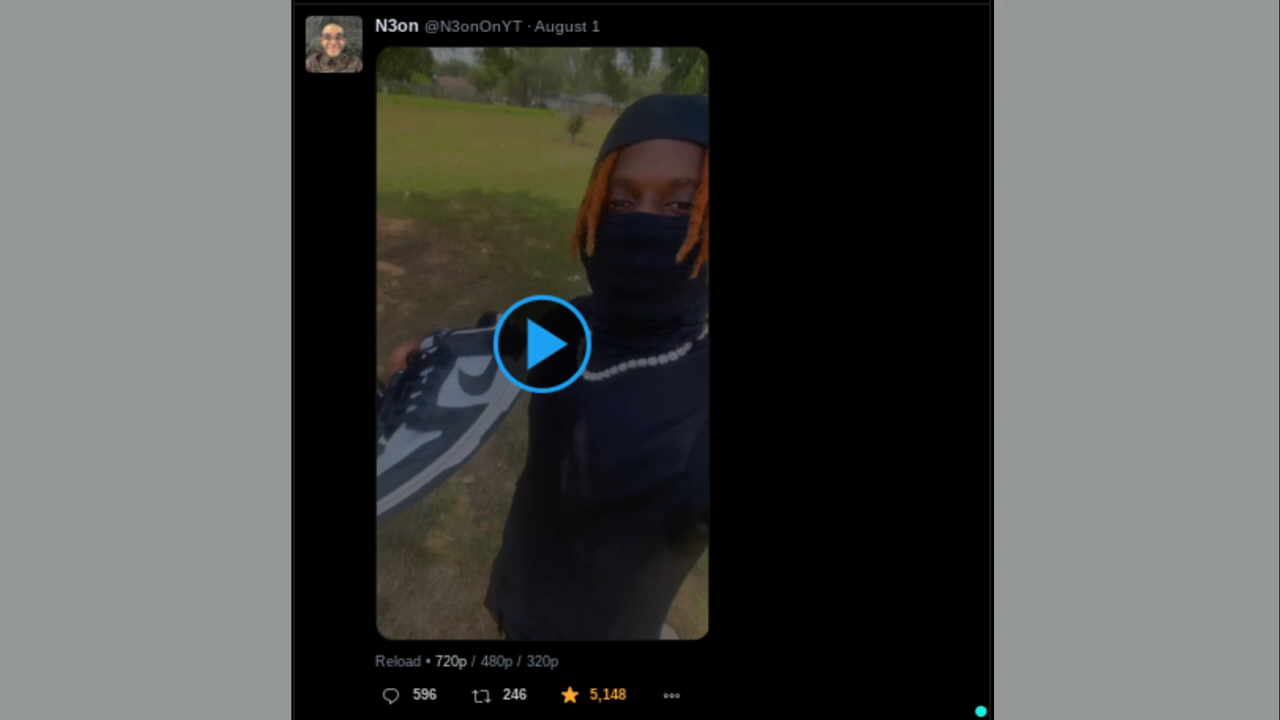 N3on @N3onOnYT · August 1
Reload • 720p / 480p / 320p
596 246 5,148